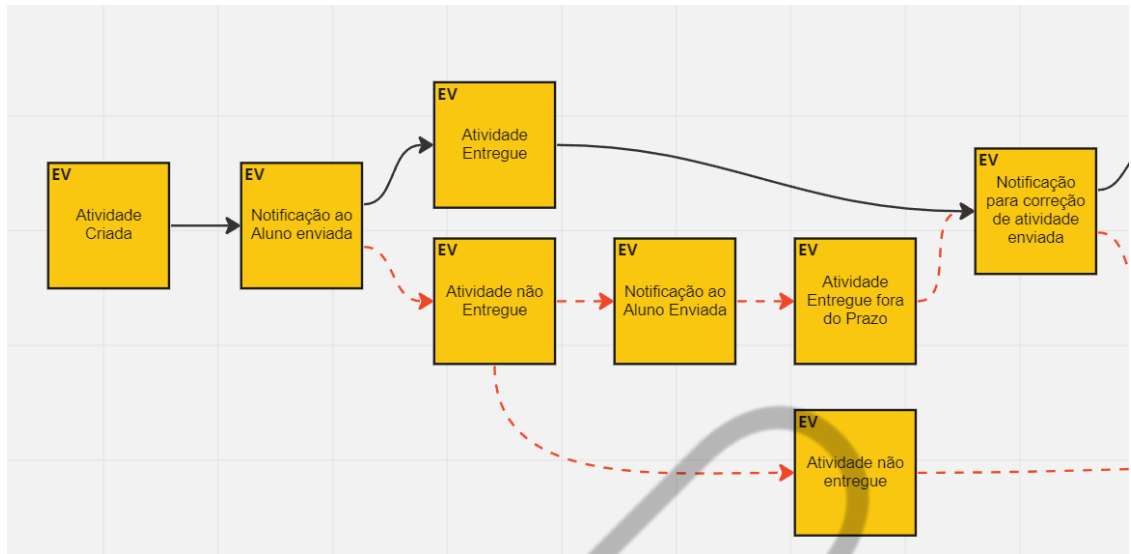 EV
Atividade
Criada
EV
Notificação ao
Aluno enviada
EV
Atividade
Entregue
EV
Atividade não
Entregue
EV
Notificação ao
Aluno Enviada
EV
Atividade
Entregue fora
do Prazo
EV
Atividade não
entregue
EV
Notificação
para correção
de atividade
enviada